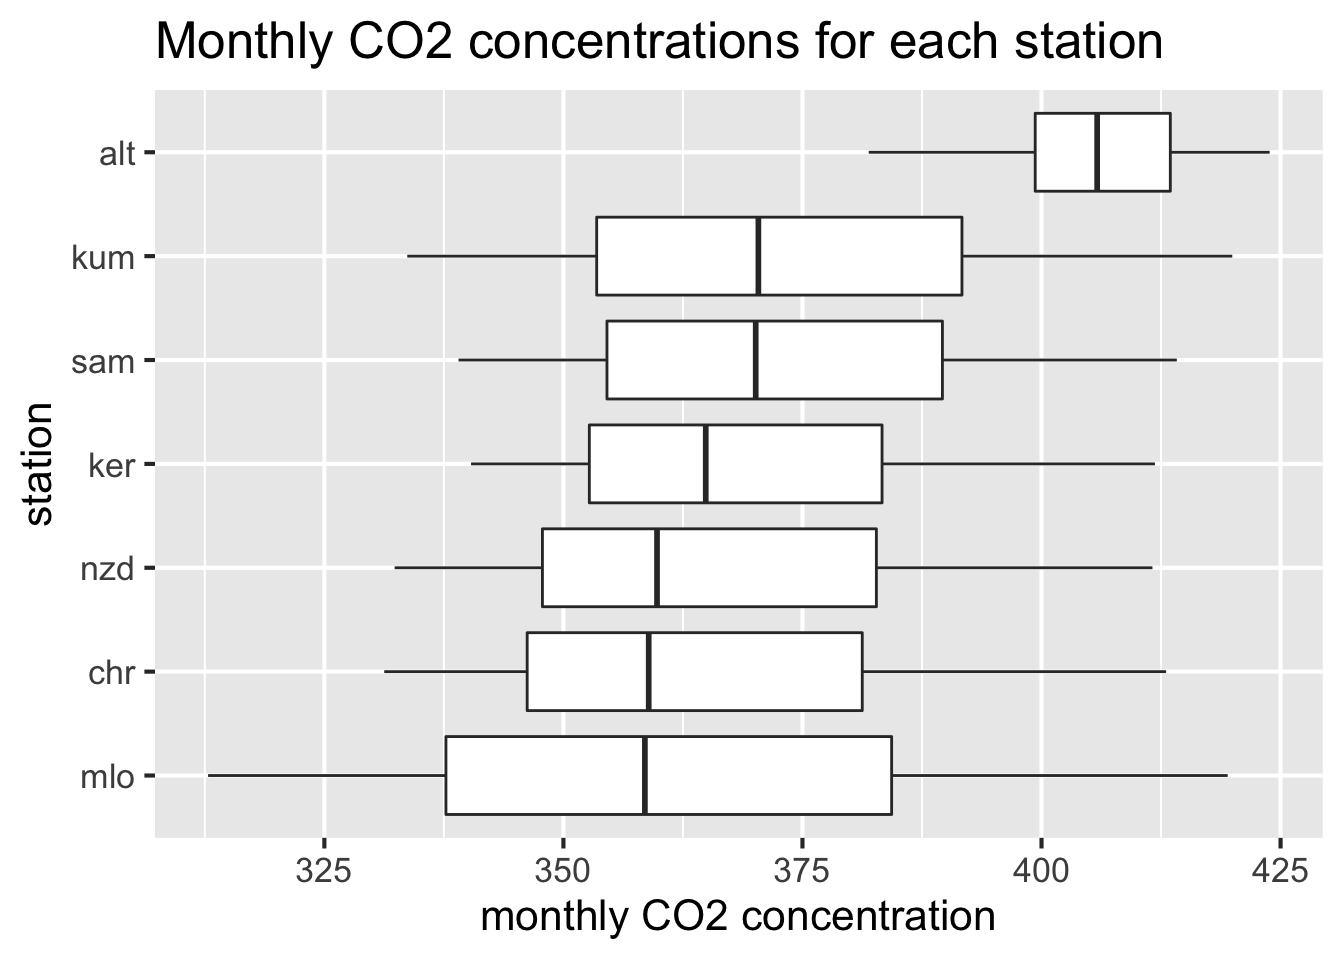 Monthly CO2 concentrations for each station
alt
kum
sam
ker
nzd
chr
mlo
station
325 350 375 400 425
monthly CO2 concentration